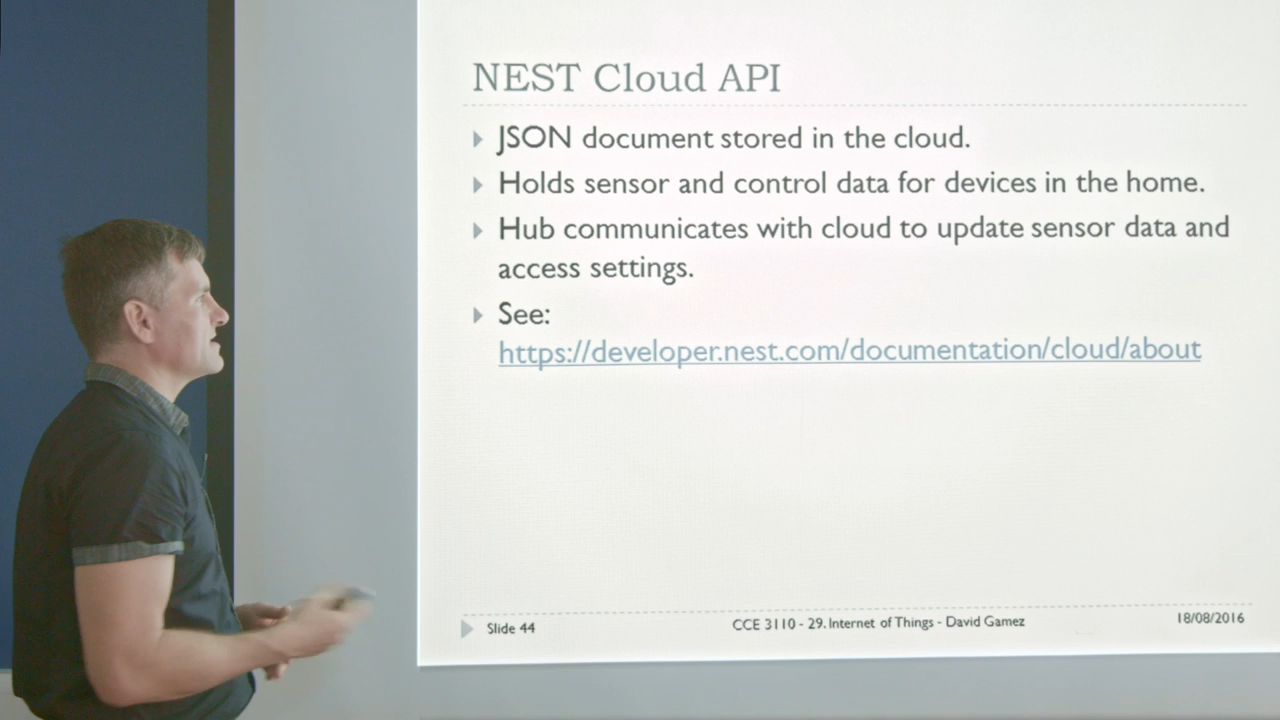 NEST Cloud API
JSON document stored in the cloud.
Holds sensor and control data for devices in the home.
Hub communicates with cloud to update sensor data and
access settings.
See:
https://developer.nest.com/documentation/cloud/about
Slide 44
CCE 3110 - 29. Internet of Things - David Gamez
18/08/2016